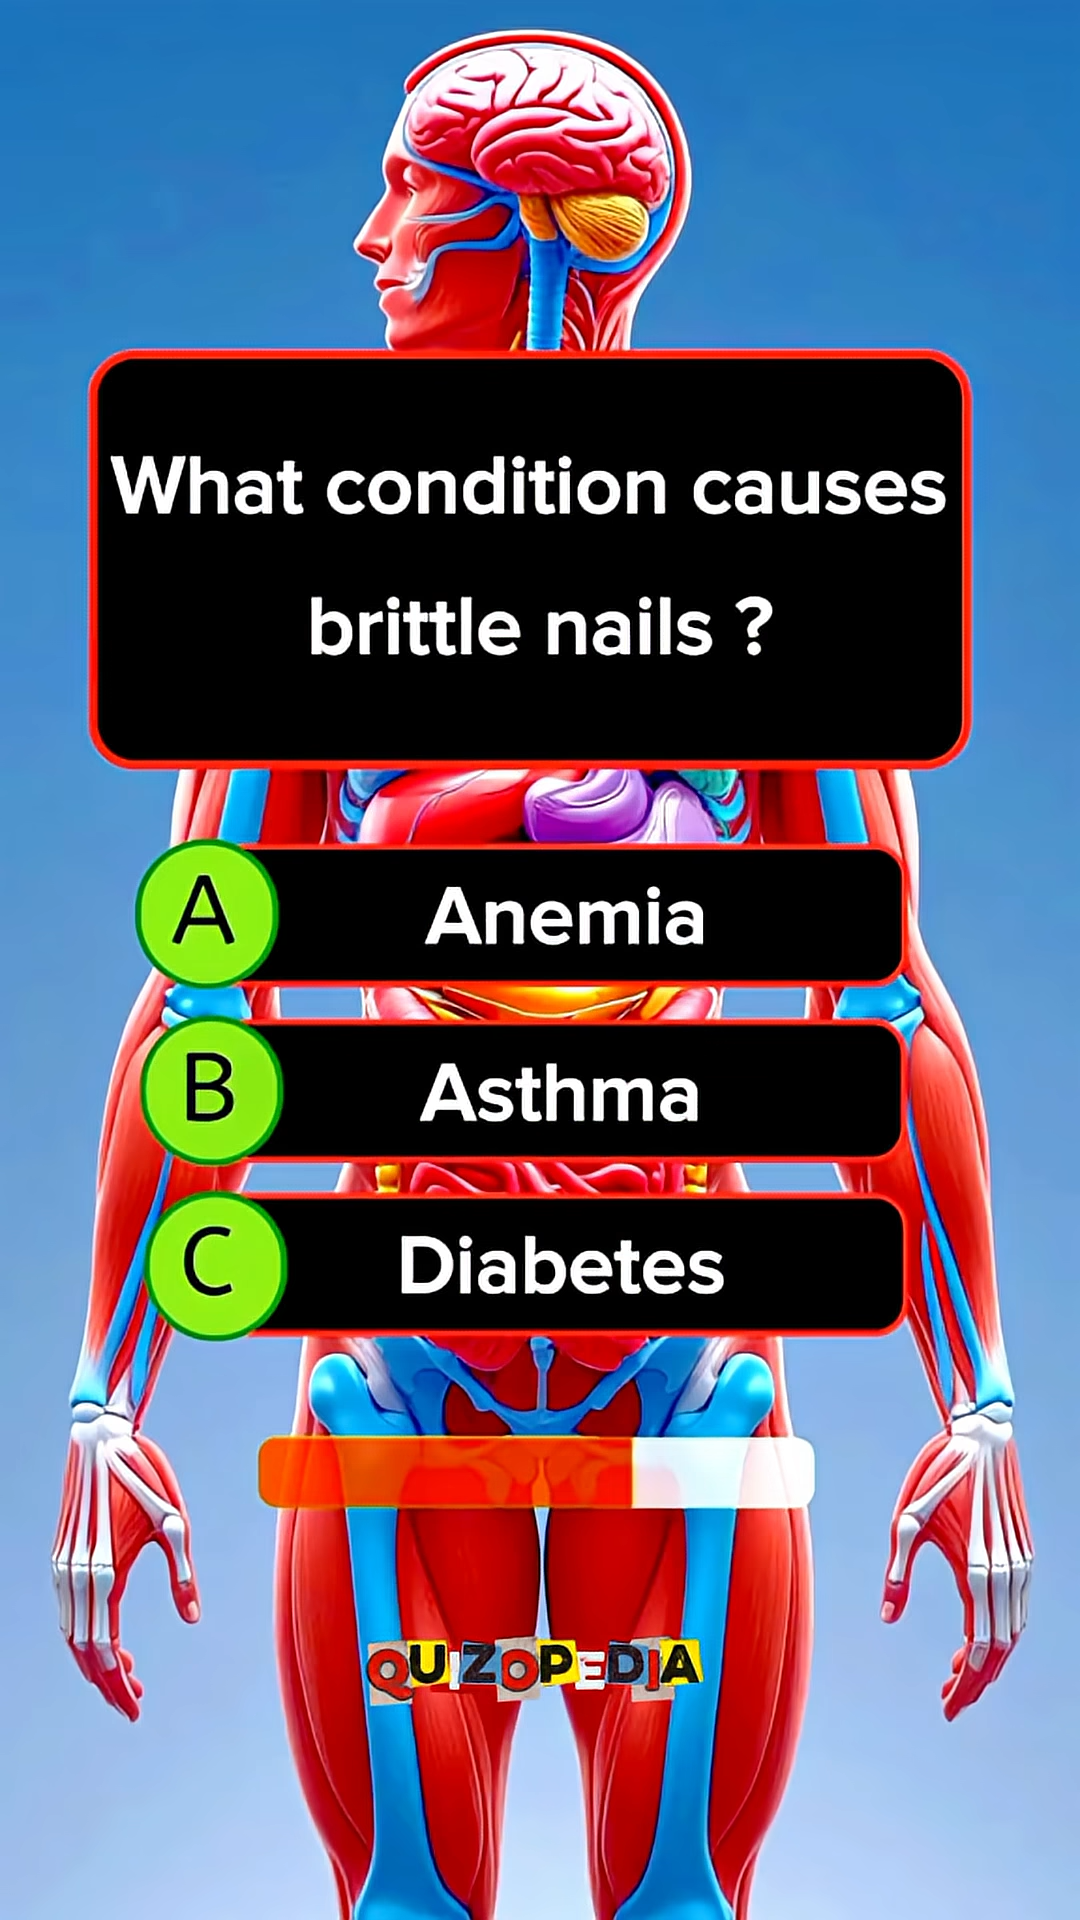 What condition causes
brittle nails ?
A Anemia
B Asthma
C Diabetes
QUIZOPEDIA